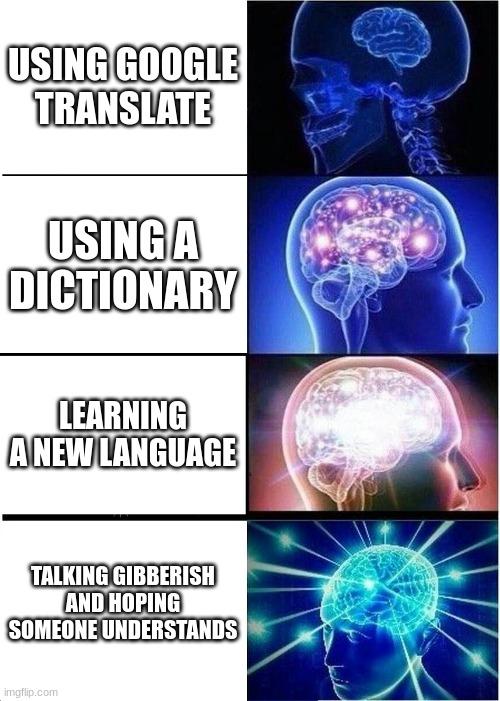 USING GOOGLE
TRANSLATE
USING A
DICTIONARY
LEARNING
A NEW LANGUAGE
TALKING GIBBERISH
AND HOPING
SOMEONE UNDERSTANDS
imgflip.com